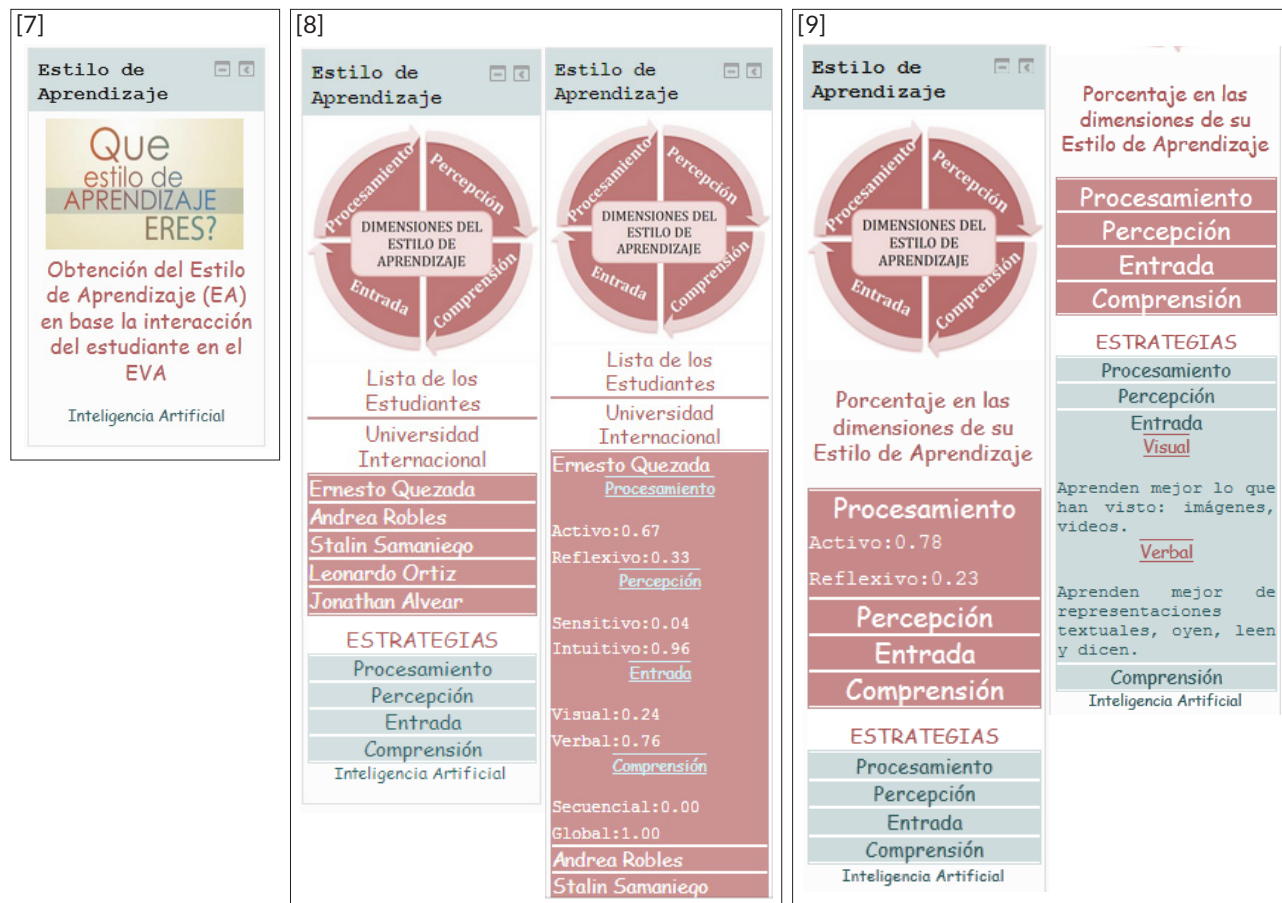 [7]
Estilo de
Aprendizaje
Que
estilo de
APRENDIZAJE
ERES?
Obtención del Estilo
de Aprendizaje (EA)
en base la interacción
del estudiante en el
EVA
Inteligencia Artificial
[8]
Estilo de
Aprendizaje
Procesamiento
Percepción
DIMENSIONES DEL
ESTILO DE
APRENDIZAJE
Entrada
Comprensión
Lista de los
Estudiantes
Universidad
Internacional
Ernesto Quezada
Andrea Robles
Stalin Samaniego
Leonardo Ortiz
Jonathan Alvear
ESTRATEGIAS
Procesamiento
Percepción
Entrada
Comprensión
Inteligencia Artificial
Estilo de
Aprendizaje
Procesamiento
Percepción
DIMENSIONES DEL
ESTILO DE
APRENDIZAJE
Entrada
Comprensión
Lista de los
Estudiantes
Universidad
Internacional
Ernesto Quezada
Procesamiento
Activo:0.67
Reflexivo:0.33
Percepción
Sensitivo:0.04
Intuitivo:0.96
Entrada
Visual:0.24
Verbal:0.76
Comprensión
Secuencial:0.00
Global:1.00
Andrea Robles
Stalin Samaniego
[9]
Estilo de
Aprendizaje
Procesamiento
Percepción
DIMENSIONES DEL
ESTILO DE
APRENDIZAJE
Entrada
Comprensión
Porcentaje en las
dimensiones de su
Estilo de Aprendizaje
Procesamiento
Activo:0.78
Reflexivo:0.23
Percepción
Entrada
Comprensión
ESTRATEGIAS
Procesamiento
Percepción
Entrada
Comprensión
Inteligencia Artificial
Porcentaje en las
dimensiones de su
Estilo de Aprendizaje
Procesamiento
Percepción
Entrada
Comprensión
ESTRATEGIAS
Procesamiento
Percepción
Entrada
Visual
Aprenden mejor lo que
han visto: imágenes,
videos.
Verbal
Aprenden mejor de
representaciones
textuales, oyen, leen
y dicen.
Comprensión
Inteligencia Artificial